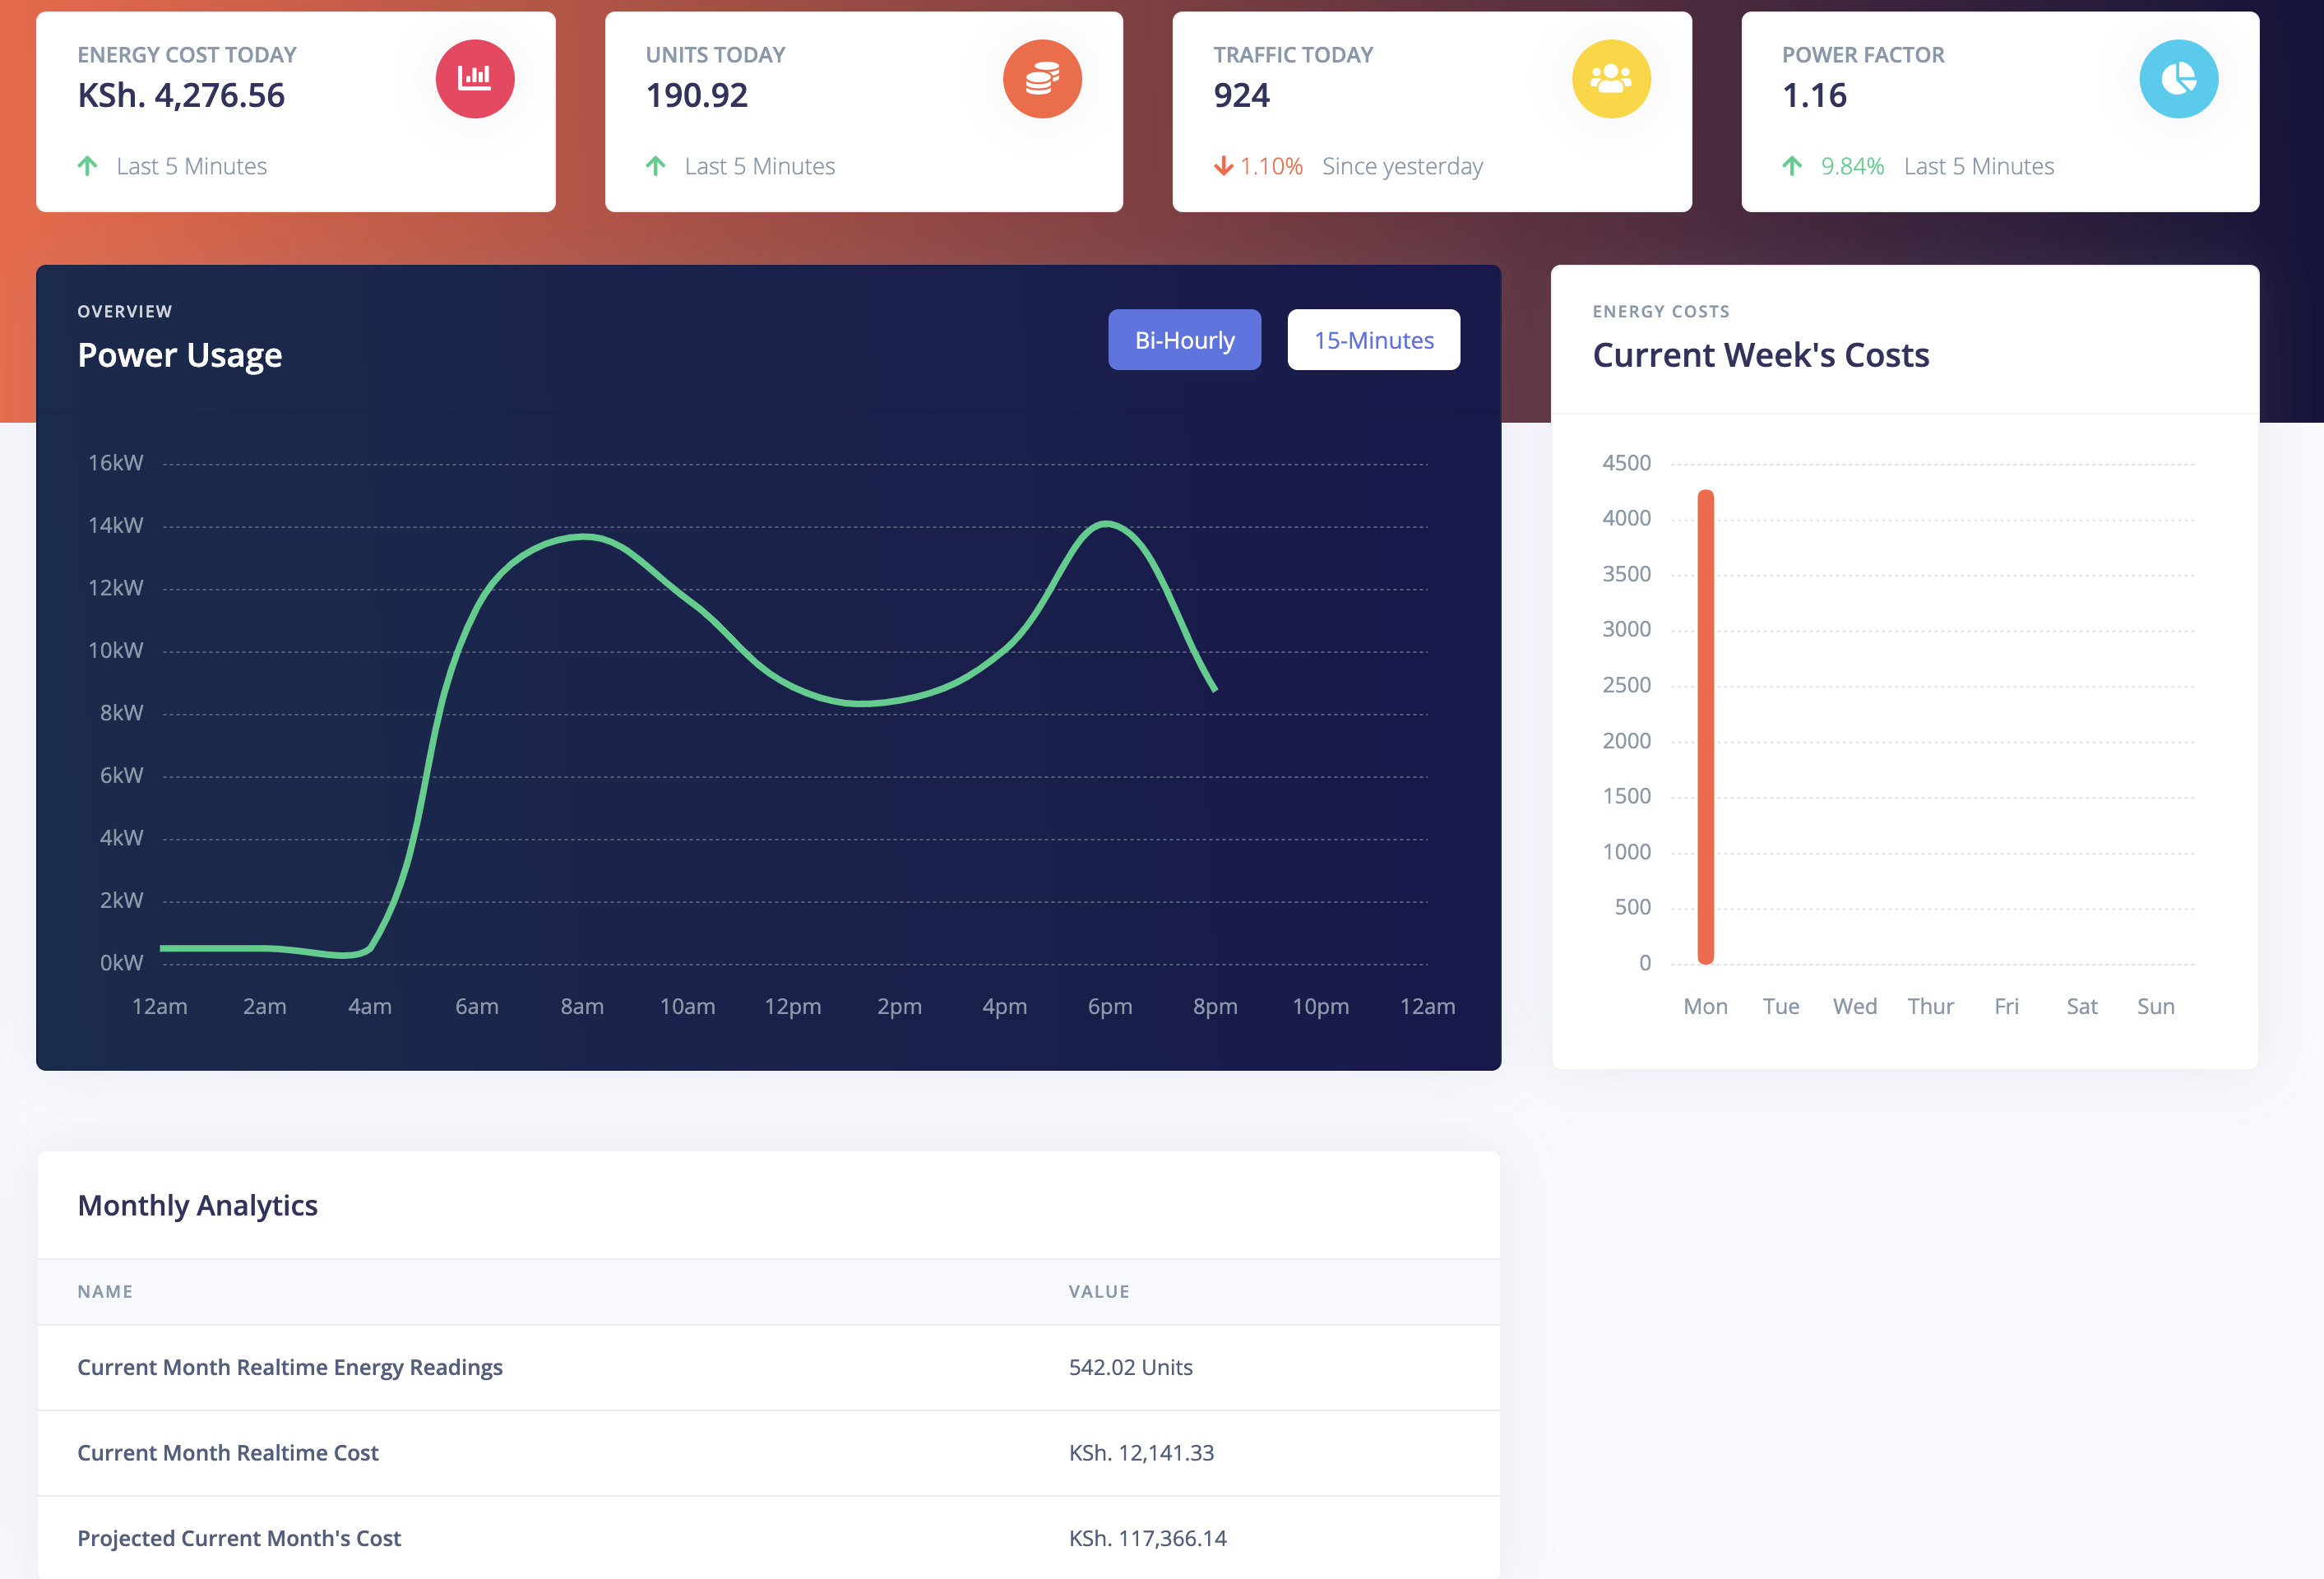 ENERGY COST TODAY
KSh. 4,276.56
Last 5 Minutes
UNITS TODAY
190.92
Last 5 Minutes
TRAFFIC TODAY
924
1.10% Since yesterday
POWER FACTOR
1.16
9.84% Last 5 Minutes
OVERVIEW
Power Usage
Bi-Hourly
15-Minutes
16kW
14kW
12kW
10kW
8kW
6kW
4kW
2kW
0kW
12am 2am 4am 6am 8am 10am 12pm 2pm 4pm 6pm 8pm 10pm 12am
ENERGY COSTS
Current Week's Costs
4500
4000
3500
3000
2500
2000
1500
1000
500
0
Mon Tue Wed Thur Fri Sat Sun
Monthly Analytics
NAME VALUE
Current Month Realtime Energy Readings 542.02 Units
Current Month Realtime Cost KSh. 12,141.33
Projected Current Month's Cost KSh. 117,366.14